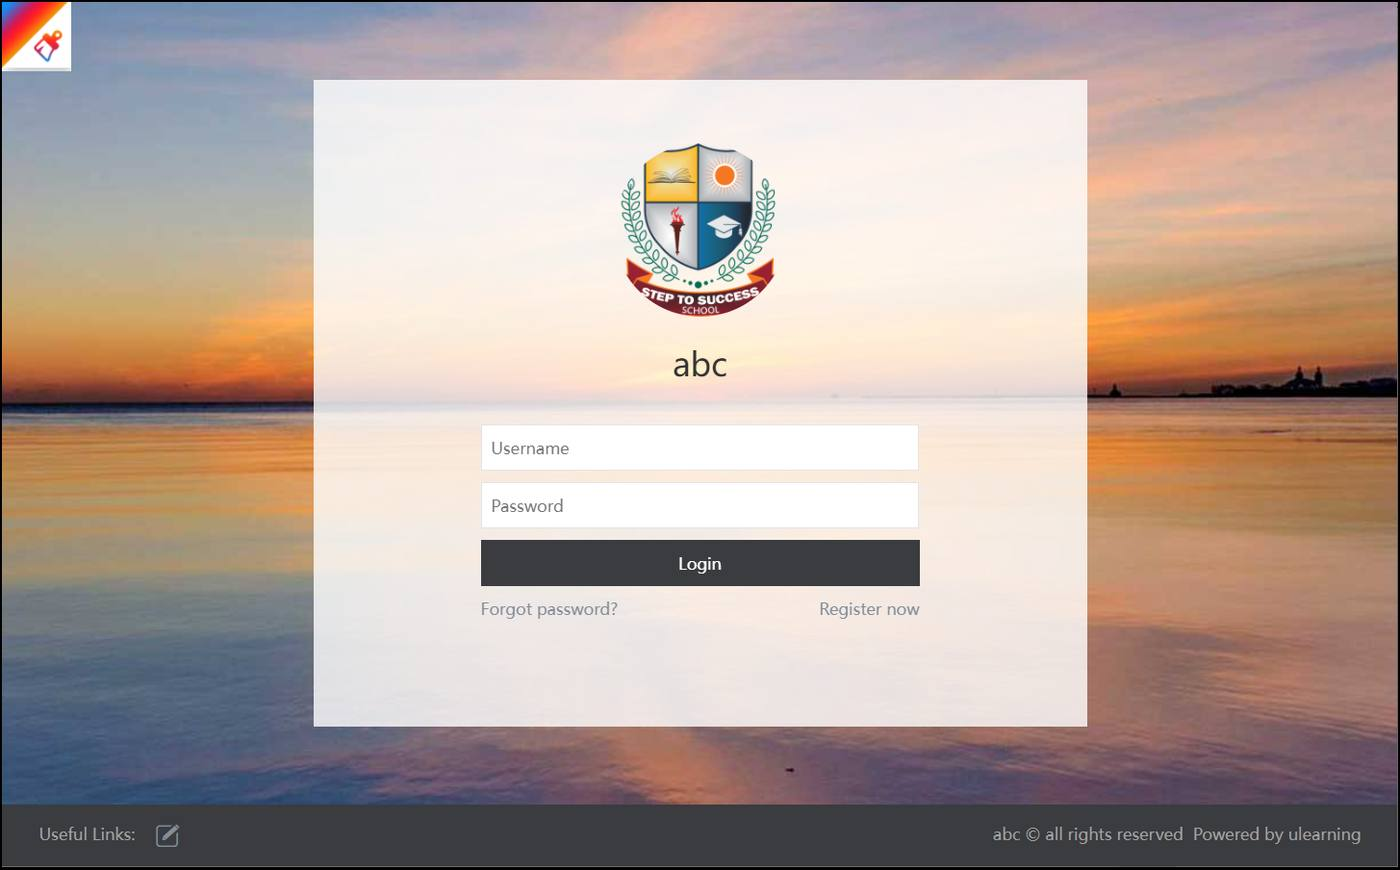 STEP TO SUCCESS
SCHOOL
abc
Username
Password
Login
Forgot password? Register now
Useful Links: abc © all rights reserved Powered by ulearning